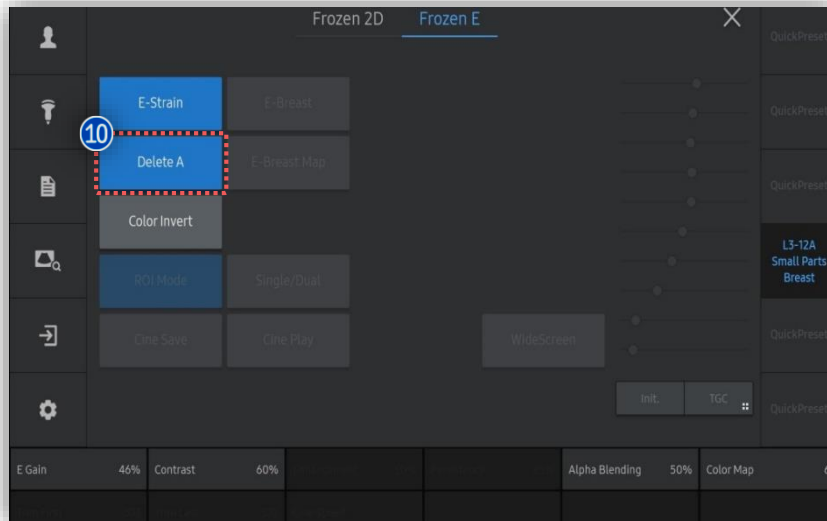 Frozen 2D Frozen E
QuickPreset
E-Strain E-Breast QuickPreset
10
Delete A E-Breast Map
QuickPreset
Color Invert
L3-12A
Small Parts
Breast
ROI Mode Single/Dual
Cine Save Cine Play WideScreen QuickPreset
Init. TGC
QuickPreset
E Gain 46% Contrast 60% Alpha Blending 50% Color Map